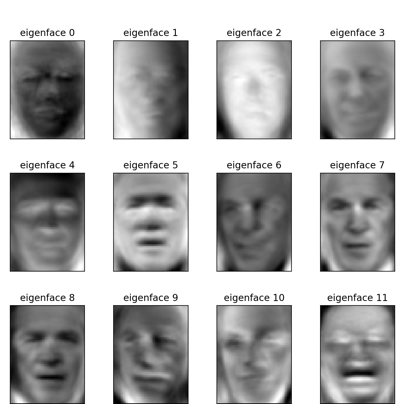 eigenface 0
eigenface 1
eigenface 2
eigenface 3
eigenface 4
eigenface 5
eigenface 6
eigenface 7
eigenface 8
eigenface 9
eigenface 10
eigenface 11